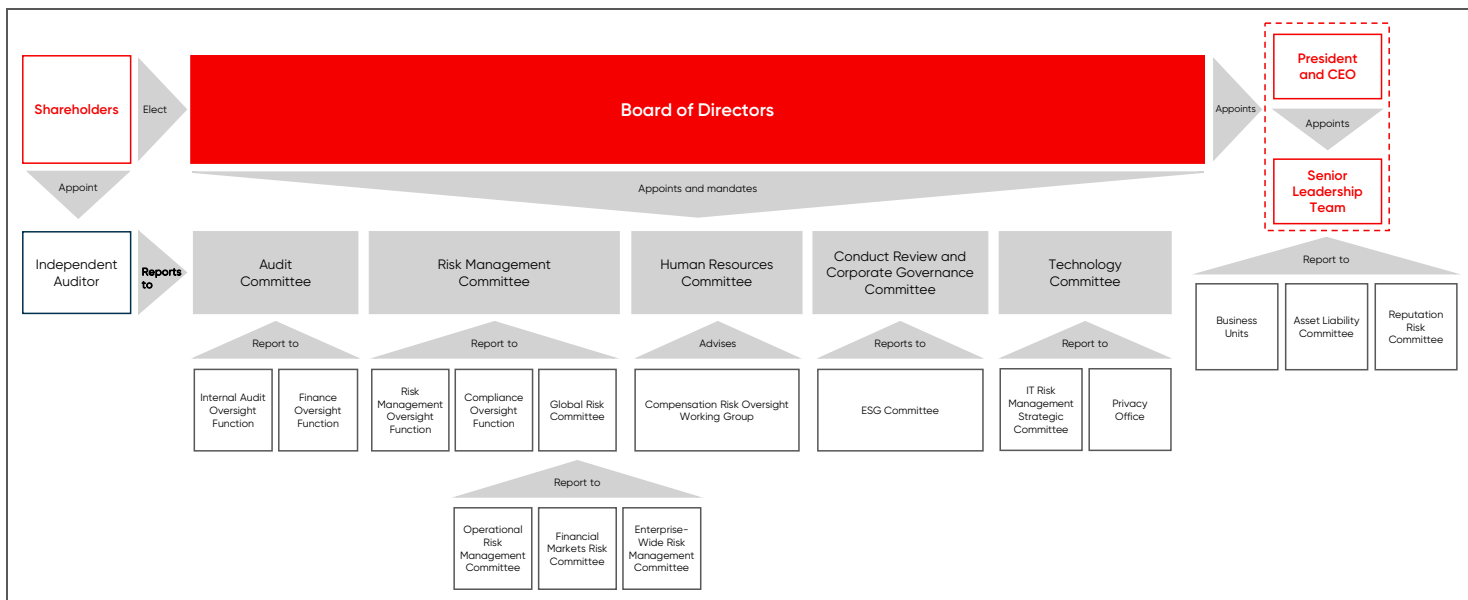 Shareholders
Elect
Board of Directors
Appoints
President
and CEO
Appoints
Senior
Leadership
Team
Appoint
Appoints and mandates
Independent
Auditor
Reports
to
Audit
Committee
Risk Management
Committee
Human Resources
Committee
Conduct Review and
Corporate Governance
Committee
Technology
Committee
Report to
Business
Units
Asset Liability
Committee
Reputation
Risk
Committee
Report to
Report to
Advises
Reports to
Report to
Internal Audit
Oversight
Function
Finance
Oversight
Function
Risk
Management
Oversight
Function
Compliance
Oversight
Function
Global Risk
Committee
Compensation Risk Oversight
Working Group
ESG Committee
IT Risk
Management
Strategic
Committee
Privacy
Office
Report to
Operational
Risk
Management
Committee
Financial
Markets Risk
Committee
Enterprise-
Wide Risk
Management
Committee